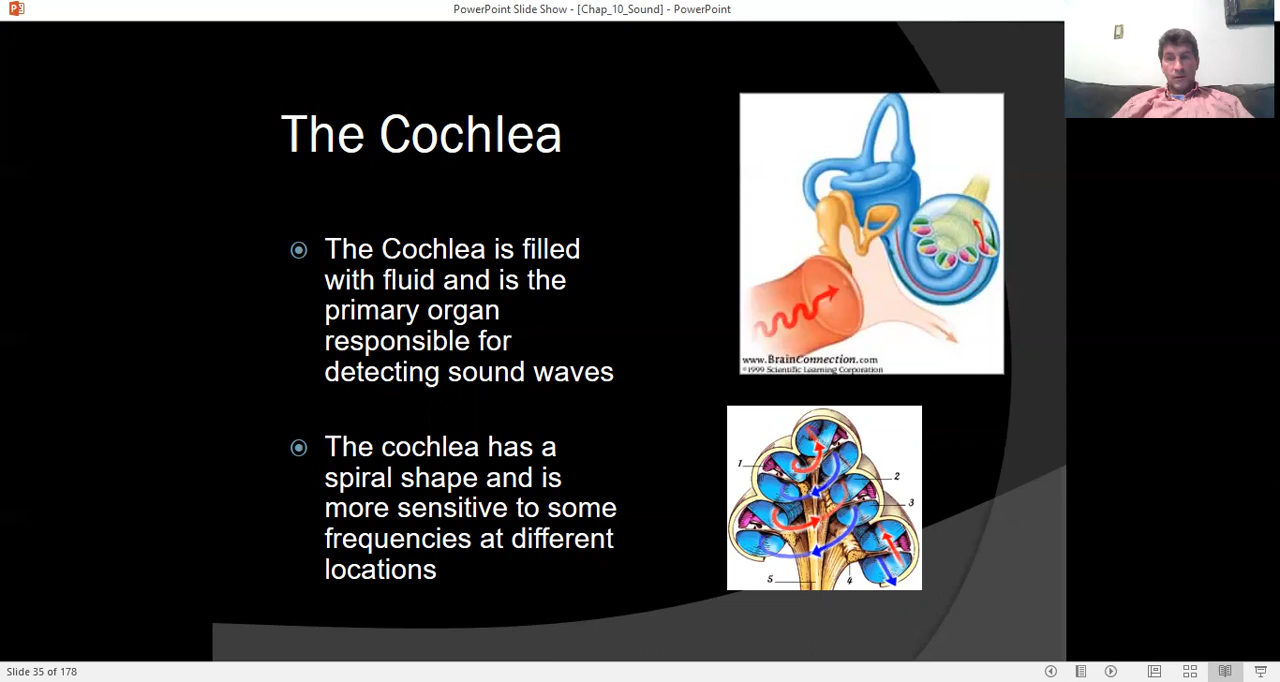 PowerPoint Slide Show - [Chap_10_Sound] - PowerPoint
The Cochlea
The Cochlea is filled
with fluid and is the
primary organ
responsible for
detecting sound waves
The cochlea has a
spiral shape and is
more sensitive to some
frequencies at different
locations
www.BrainConnection.com
©1999 Scientific Learning Corporation
1
2
3
5
4
Slide 35 of 178